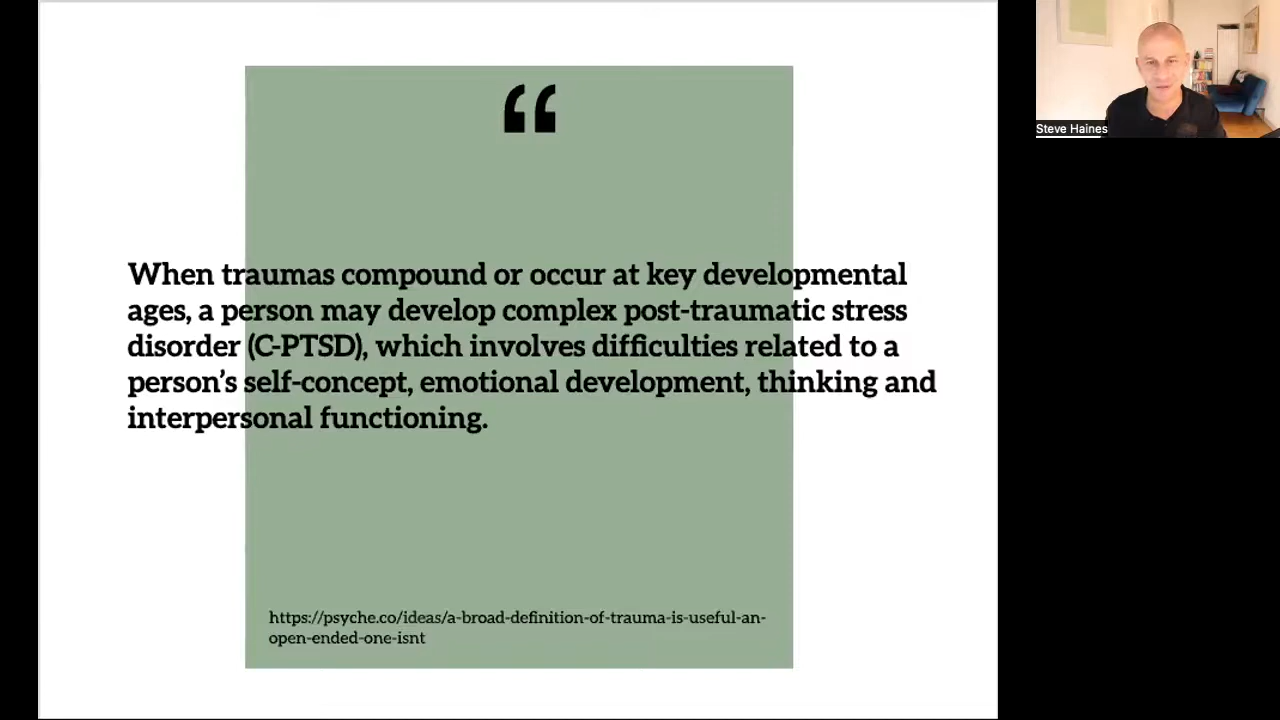 “
When traumas compound or occur at key developmental
ages, a person may develop complex post-traumatic stress
disorder (C-PTSD), which involves difficulties related to a
person’s self-concept, emotional development, thinking and
interpersonal functioning.
https://psyche.co/ideas/a-broad-definition-of-trauma-is-useful-an-
open-ended-one-isnt
Steve Haines